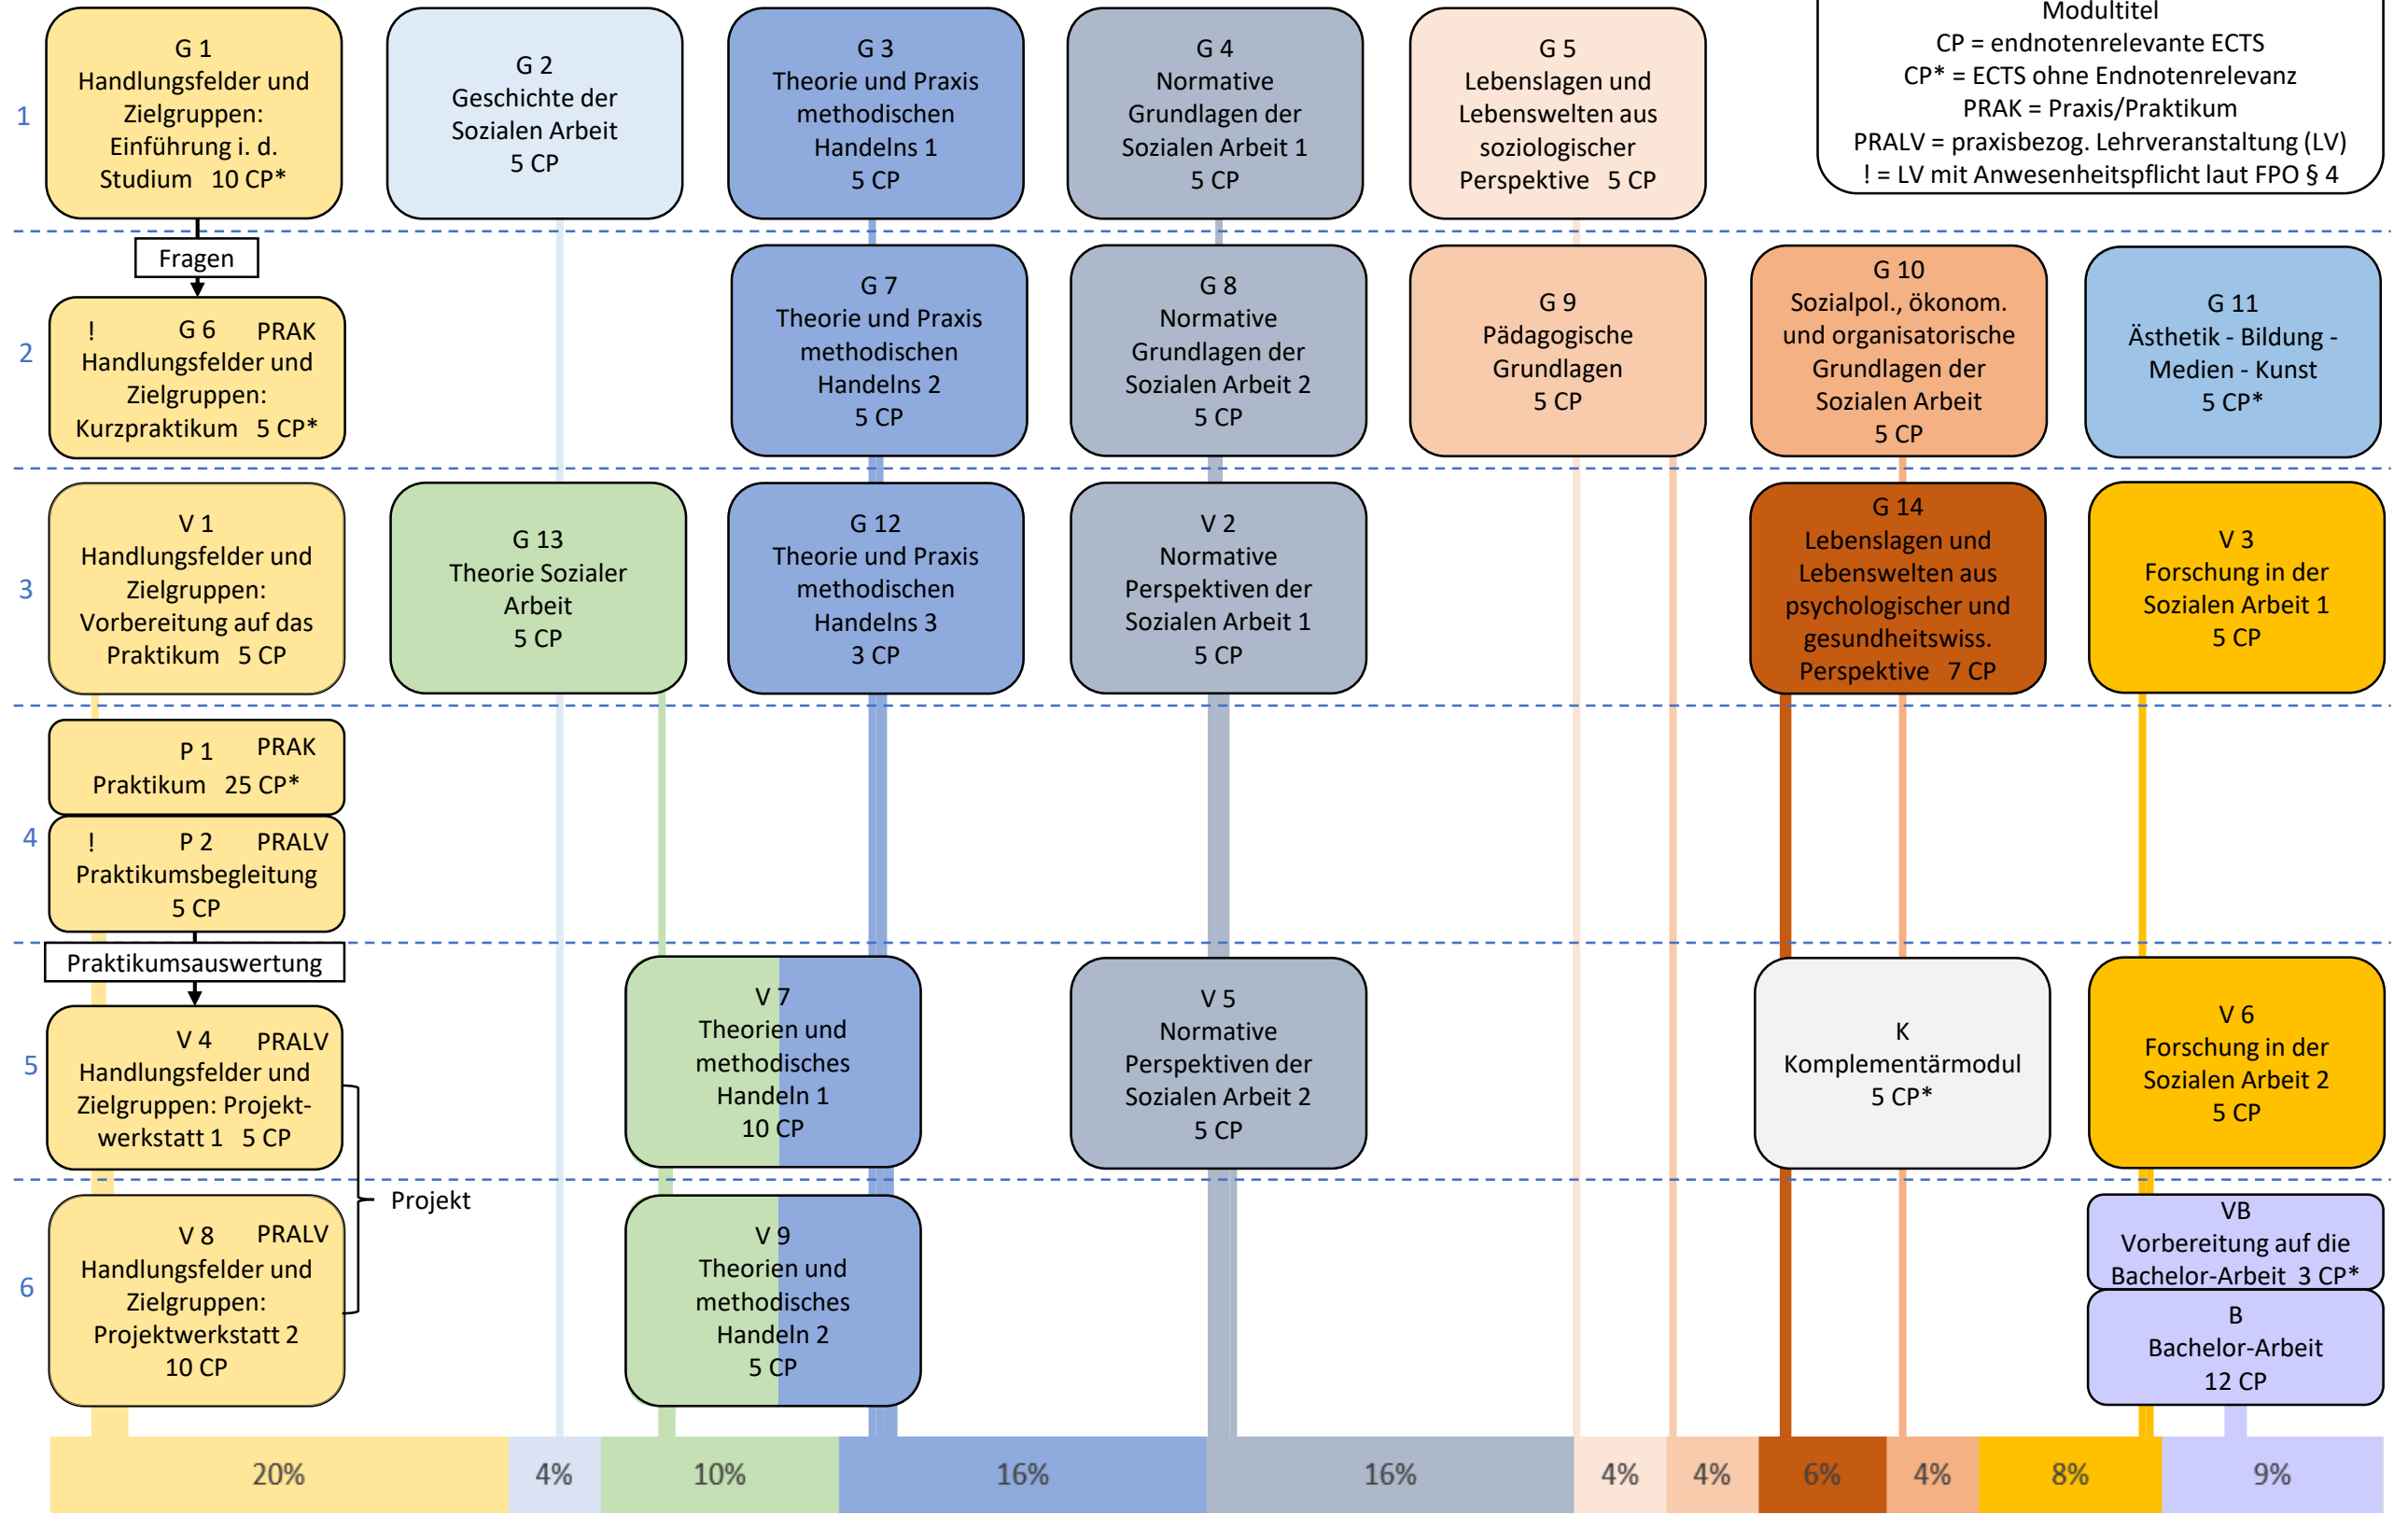 Modultitel
CP = endnotenrelevante ECTS
CP* = ECTS ohne Endnotenrelevanz
PRAK = Praxis/Praktikum
PRALV = praxisbezog. Lehrveranstaltung (LV)
! = LV mit Anwesenheitspflicht laut FPO § 4
1
G 1
Handlungsfelder und
Zielgruppen:
Einführung i. d.
Studium 10 CP*
G 2
Geschichte der
Sozialen Arbeit
5 CP
G 3
Theorie und Praxis
methodischen
Handelns 1
5 CP
G 4
Normative
Grundlagen der
Sozialen Arbeit 1
5 CP
G 5
Lebenslagen und
Lebenswelten aus
soziologischer
Perspektive 5 CP
Fragen
2
! G 6 PRAK
Handlungsfelder und
Zielgruppen:
Kurzpraktikum 5 CP*
G 7
Theorie und Praxis
methodischen
Handelns 2
5 CP
G 8
Normative
Grundlagen der
Sozialen Arbeit 2
5 CP
G 9
Pädagogische
Grundlagen
5 CP
G 10
Sozialpol., ökonom.
und organisatorische
Grundlagen der
Sozialen Arbeit
5 CP
G 11
Ästhetik - Bildung -
Medien - Kunst
5 CP*
3
V 1
Handlungsfelder und
Zielgruppen:
Vorbereitung auf das
Praktikum 5 CP
G 13
Theorie Sozialer
Arbeit
5 CP
G 12
Theorie und Praxis
methodischen
Handelns 3
3 CP
V 2
Normative
Perspektiven der
Sozialen Arbeit 1
5 CP
G 14
Lebenslagen und
Lebenswelten aus
psychologischer und
gesundheitswiss.
Perspektive 7 CP
V 3
Forschung in der
Sozialen Arbeit 1
5 CP
4
P 1 PRAK
Praktikum 25 CP*
! P 2 PRALV
Praktikumsbegleitung
5 CP
Praktikumsauswertung
5
V 4 PRALV
Handlungsfelder und
Zielgruppen: Projekt-
werkstatt 1 5 CP
V 7
Theorien und
methodisches
Handeln 1
10 CP
V 5
Normative
Perspektiven der
Sozialen Arbeit 2
5 CP
K
Komplementärmodul
5 CP*
V 6
Forschung in der
Sozialen Arbeit 2
5 CP
Projekt
6
V 8 PRALV
Handlungsfelder und
Zielgruppen:
Projektwerkstatt 2
10 CP
V 9
Theorien und
methodisches
Handeln 2
5 CP
VB
Vorbereitung auf die
Bachelor-Arbeit 3 CP*
B
Bachelor-Arbeit
12 CP
20% 4% 10% 16% 16% 4% 4% 6% 4% 8% 9%